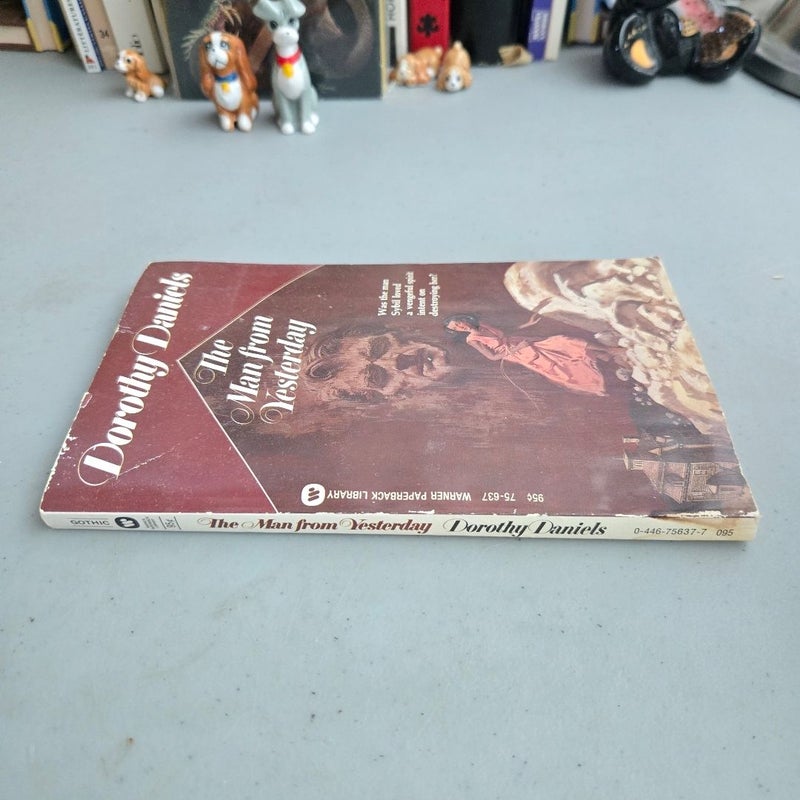 Dorothy Daniels
The
Man from
Yesterday
Was the man
Sybil loved
a vengeful spirit
intent on
destroying her?
95¢ 75-637 WARNER PAPERBACK LIBRARY
GOTHIC
95¢
The Man from Yesterday Dorothy Daniels 0-446-75637-7 095